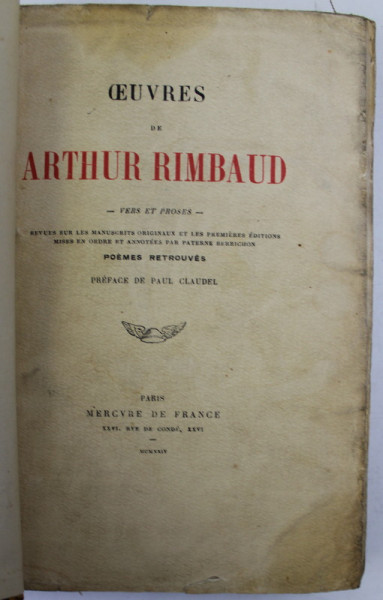 ŒUVRES
DE
ARTHUR RIMBAUD
— VERS ET PROSES —
REVUES SUR LES MANUSCRITS ORIGINAUX ET LES PREMIÈRES ÉDITIONS
MISES EN ORDRE ET ANNOTÉES PAR PATERNE BERRICHON
POÈMES RETROUVÉS
PRÉFACE DE PAUL CLAUDEL
PARIS
MERCVRE DE FRANCE
XXVI, RVE DE CONDÉ, XXVI